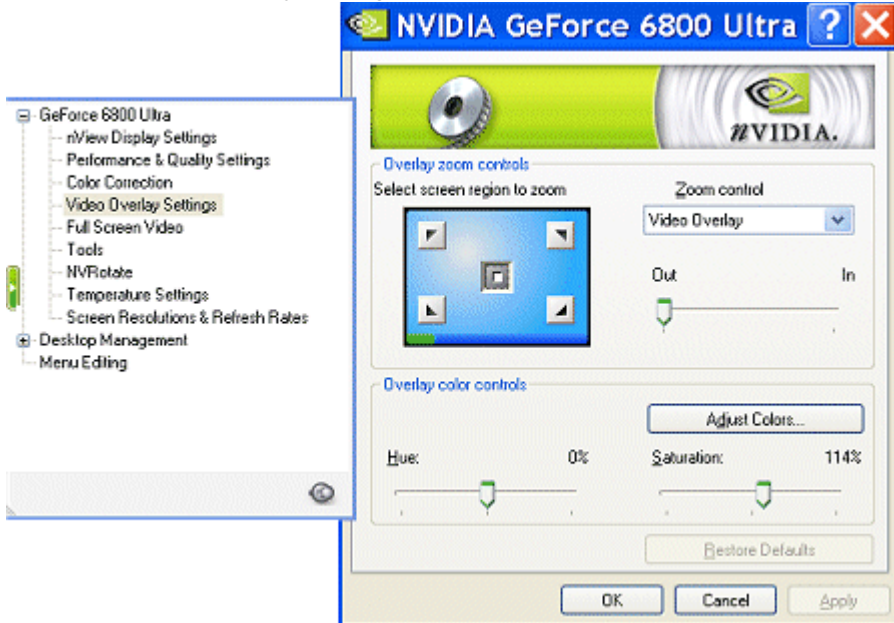 NVIDIA GeForce 6800 Ultra
nVIDIA.
GeForce 6800 Ultra
nView Display Settings
Performance & Quality Settings
Color Correction
Video Overlay Settings
Full Screen Video
Tools
NVRotate
Temperature Settings
Screen Resolutions & Refresh Rates
Desktop Management
Menu Editing
Overlay zoom controls
Select screen region to zoom
Zoom control
Video Overlay
Out In
Overlay color controls
Adjust Colors...
Hue: 0% Saturation: 114%
Restore Defaults
OK Cancel Apply